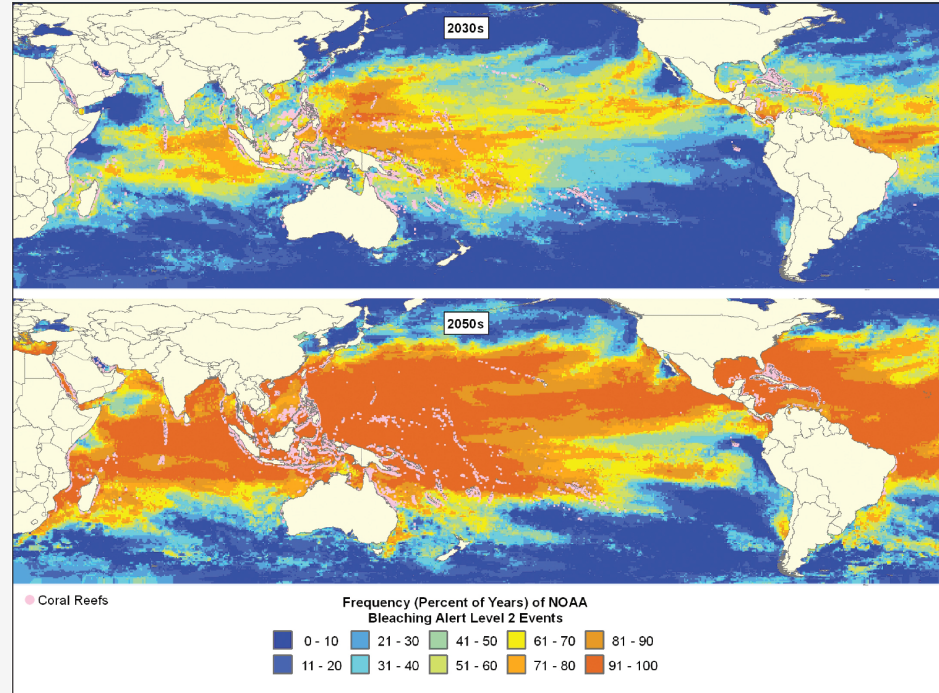 2030s
2050s
Coral Reefs
Frequency (Percent of Years) of NOAA
Bleaching Alert Level 2 Events
0 - 10 21 - 30 41 - 50 61 - 70 81 - 90
11 - 20 31 - 40 51 - 60 71 - 80 91 - 100